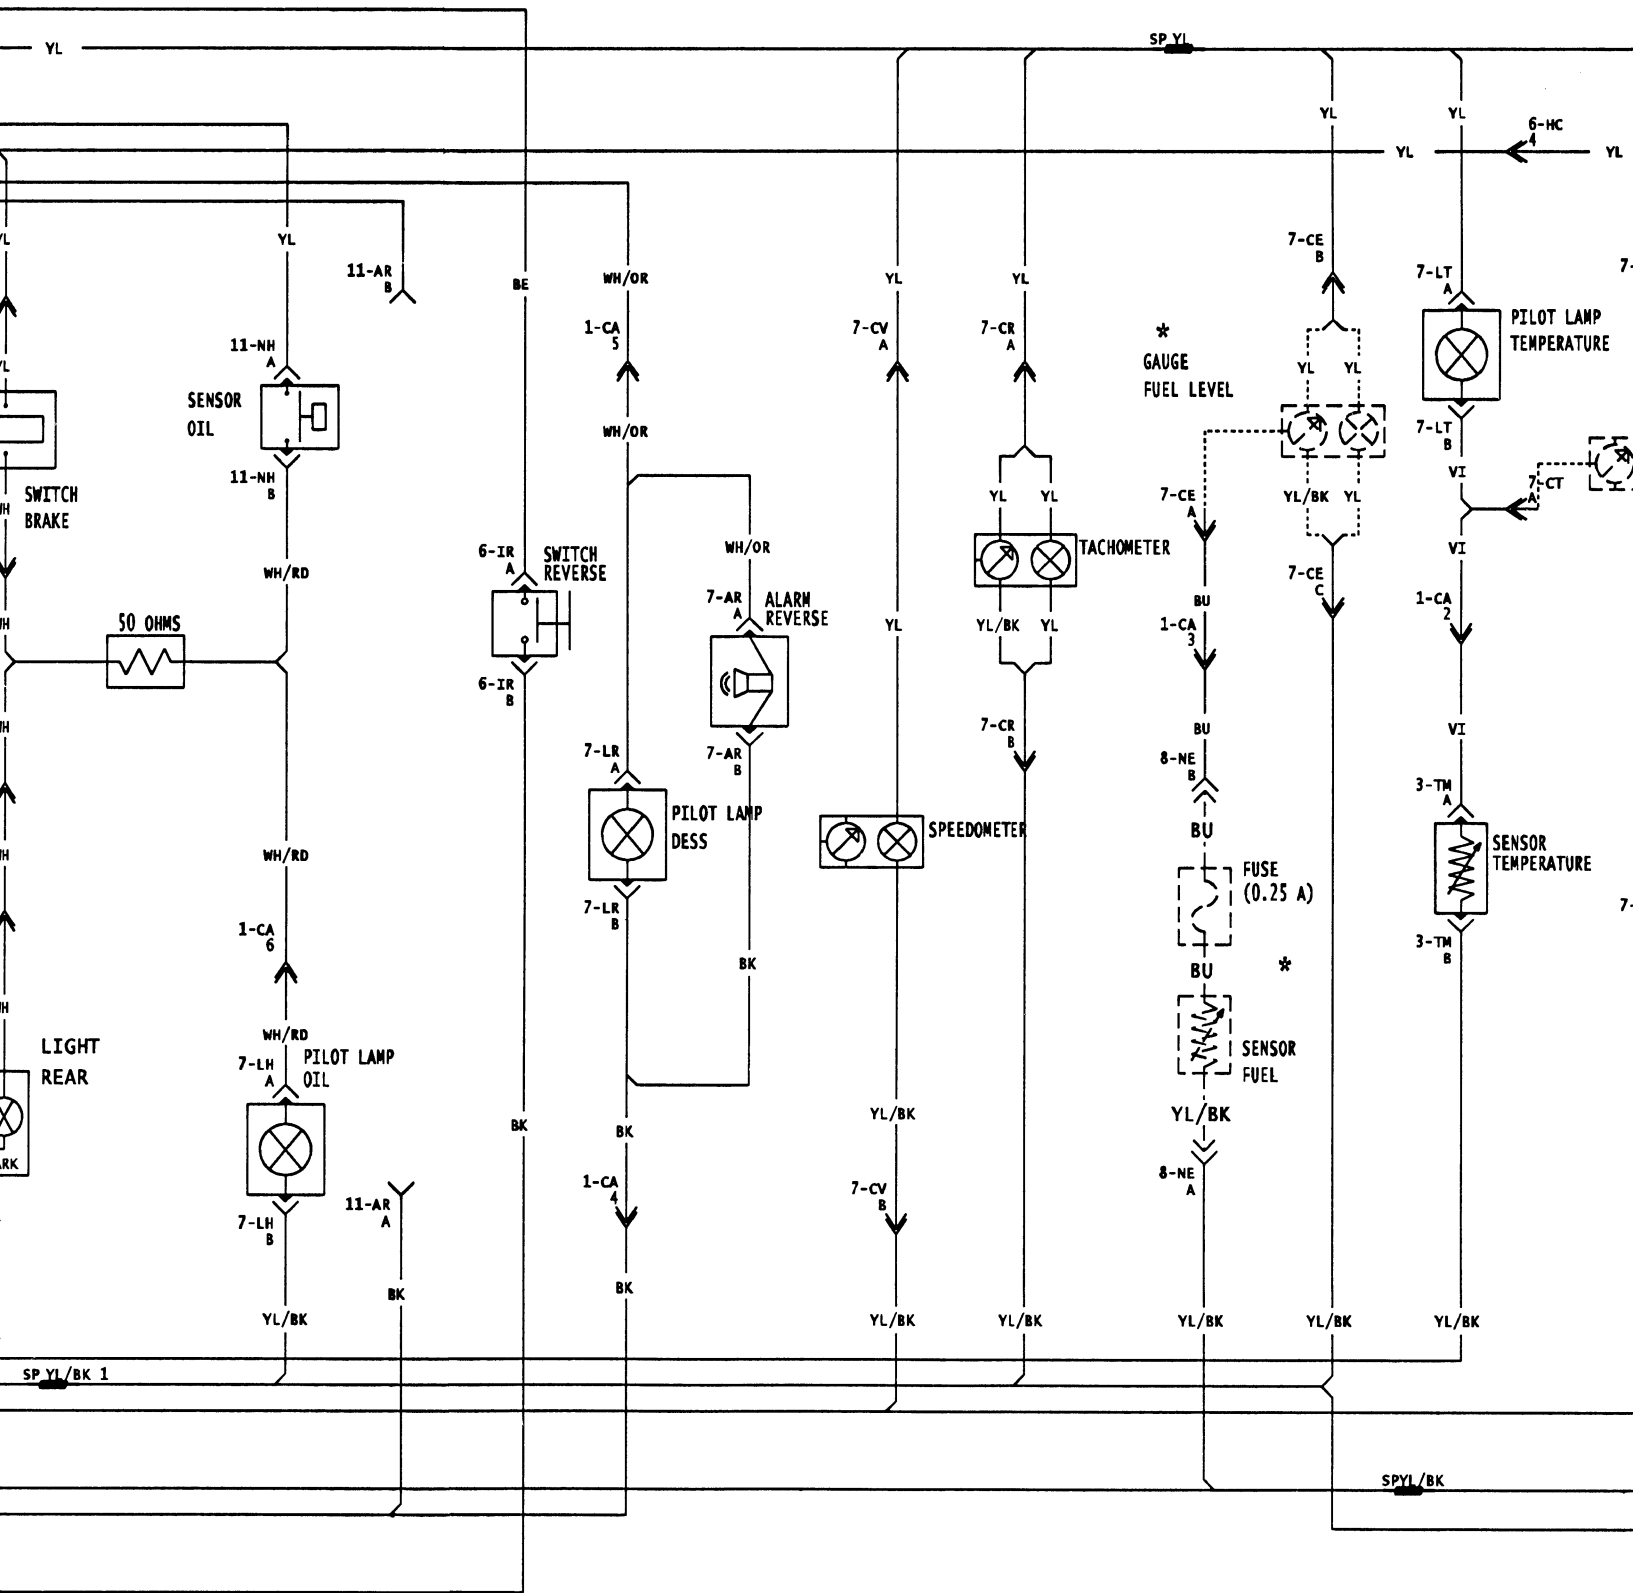 YL
SP YL
YL
YL
6-HC
4
YL
YL
YL
11-AR
B
BE
WH/OR
YL
YL
7-CE
B
7-LT
A
11-NH
A
1-CA
5
7-CV
A
7-CR
A
*
GAUGE
FUEL LEVEL
YL
YL
PILOT LAMP
TEMPERATURE
SENSOR
OIL
WH/OR
7-LT
B
11-NH
B
SWITCH
BRAKE
YL
YL
7-CE
A
YL/BK
YL
VI
7-CT
A
WH/RD
6-IR
A
SWITCH
REVERSE
WH/OR
TACHOMETER
VI
7-CE
C
50 OHMS
7-AR
A
ALARM
REVERSE
YL
YL/BK
YL
BU
1-CA
3
1-CA
2
6-IR
B
7-LR
A
7-AR
B
7-CR
B
BU
8-NE
B
VI
3-TM
A
PILOT LAMP
DESS
SPEEDOMETER
BU
SENSOR
TEMPERATURE
WH/RD
FUSE
(0.25 A)
7-LR
B
1-CA
6
BK
BU
*
3-TM
B
WH/RD
LIGHT
REAR
7-LH
A
PILOT LAMP
OIL
SENSOR
FUEL
BK
BK
YL/BK
YL/BK
7-LH
B
11-AR
A
1-CA
4
7-CV
B
8-NE
A
YL/BK
BK
BK
YL/BK
YL/BK
YL/BK
YL/BK
YL/BK
SP YL/BK 1
SPYL/BK